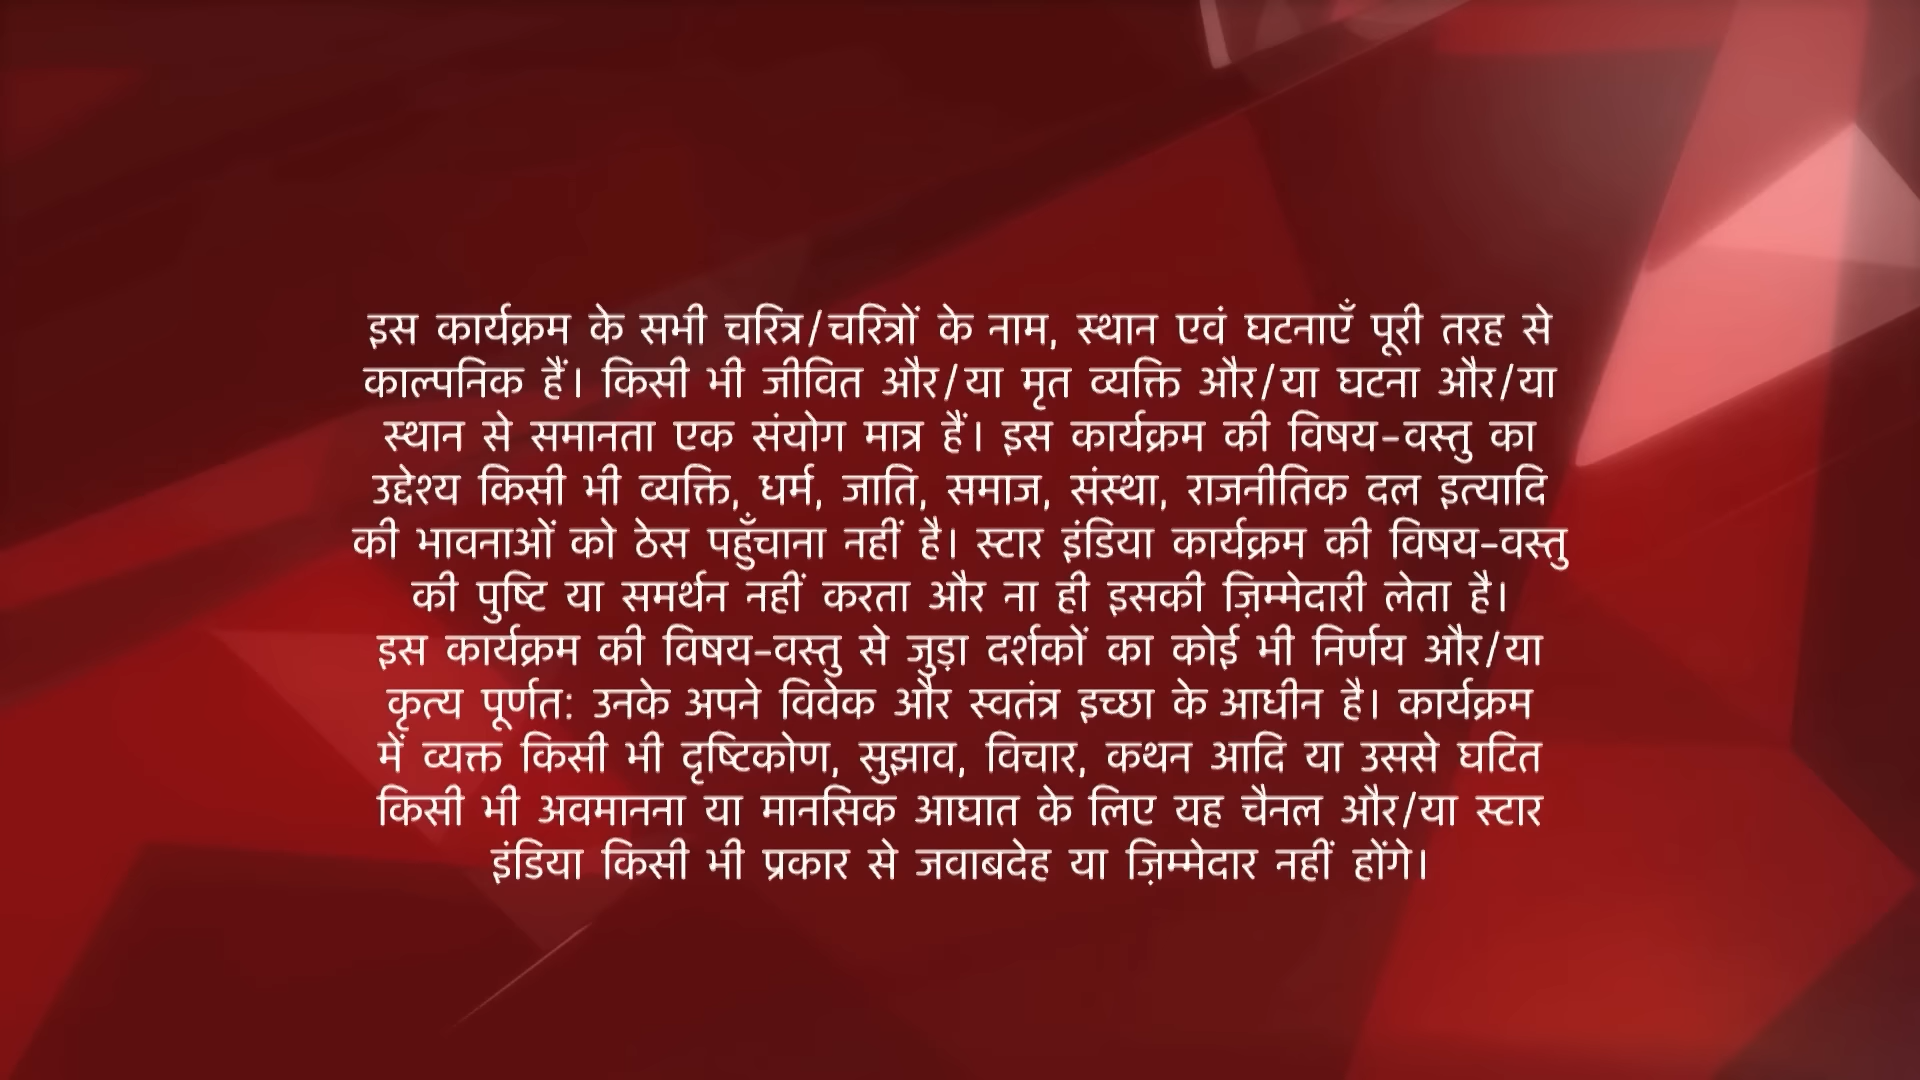 इस कार्यक्रम के सभी चरित्र/चरित्रों के नाम, स्थान एवं घटनाएँ पूरी तरह से
काल्पनिक हैं। किसी भी जीवित और/या मृत व्यक्ति और/या घटना और/या
स्थान से समानता एक संयोग मात्र हैं। इस कार्यक्रम की विषय-वस्तु का
उद्देश्य किसी भी व्यक्ति, धर्म, जाति, समाज, संस्था, राजनीतिक दल इत्यादि
की भावनाओं को ठेस पहुँचाना नहीं है। स्टार इंडिया कार्यक्रम की विषय-वस्तु
की पुष्टि या समर्थन नहीं करता और ना ही इसकी ज़िम्मेदारी लेता है।
इस कार्यक्रम की विषय-वस्तु से जुड़ा दर्शकों का कोई भी निर्णय और/या
कृत्य पूर्णत: उनके अपने विवेक और स्वतंत्र इच्छा के आधीन है। कार्यक्रम
में व्यक्त किसी भी दृष्टिकोण, सुझाव, विचार, कथन आदि या उससे घटित
किसी भी अवमानना या मानसिक आघात के लिए यह चैनल और/या स्टार
इंडिया किसी भी प्रकार से जवाबदेह या ज़िम्मेदार नहीं होंगे।